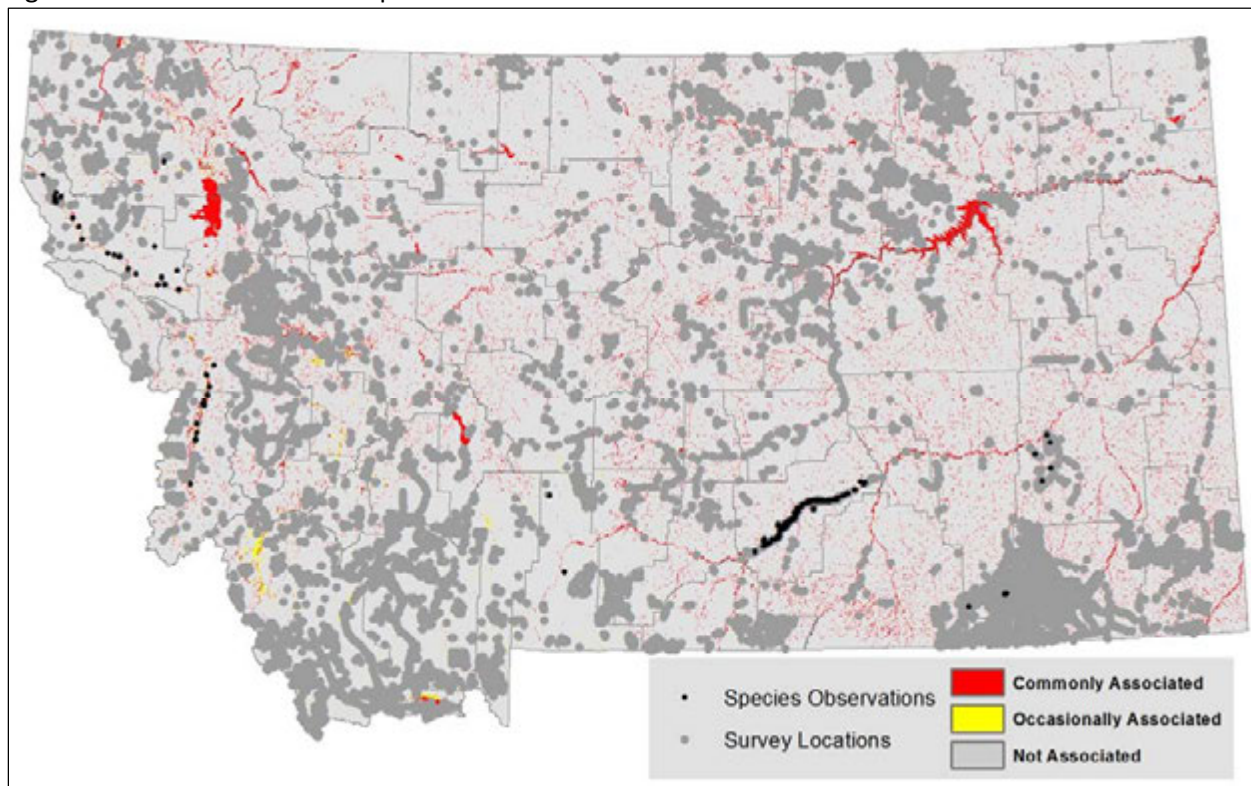 Species Observations
Survey Locations
Commonly Associated
Occasionally Associated
Not Associated